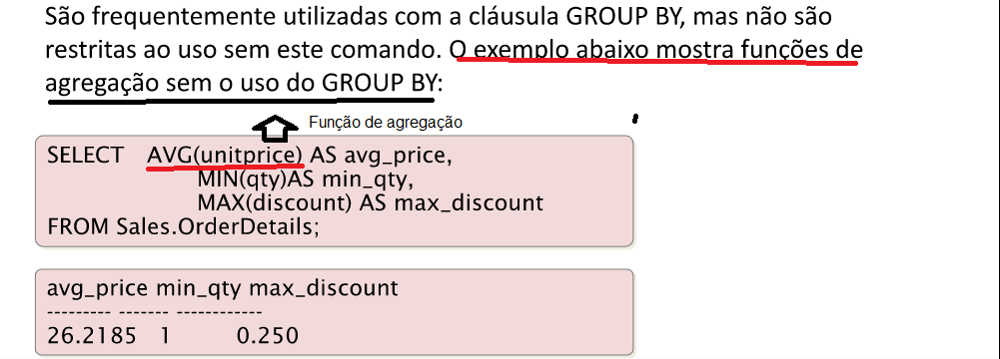 São frequentemente utilizadas com a cláusula GROUP BY, mas não são
restritas ao uso sem este comando. O exemplo abaixo mostra funções de
agregação sem o uso do GROUP BY:
Função de agregação
SELECT AVG(unitprice) AS avg_price,
MIN(qty)AS min_qty,
MAX(discount) AS max_discount
FROM Sales.OrderDetails;
avg_price min_qty max_discount
--------- ------- ------------
26.2185 1 0.250